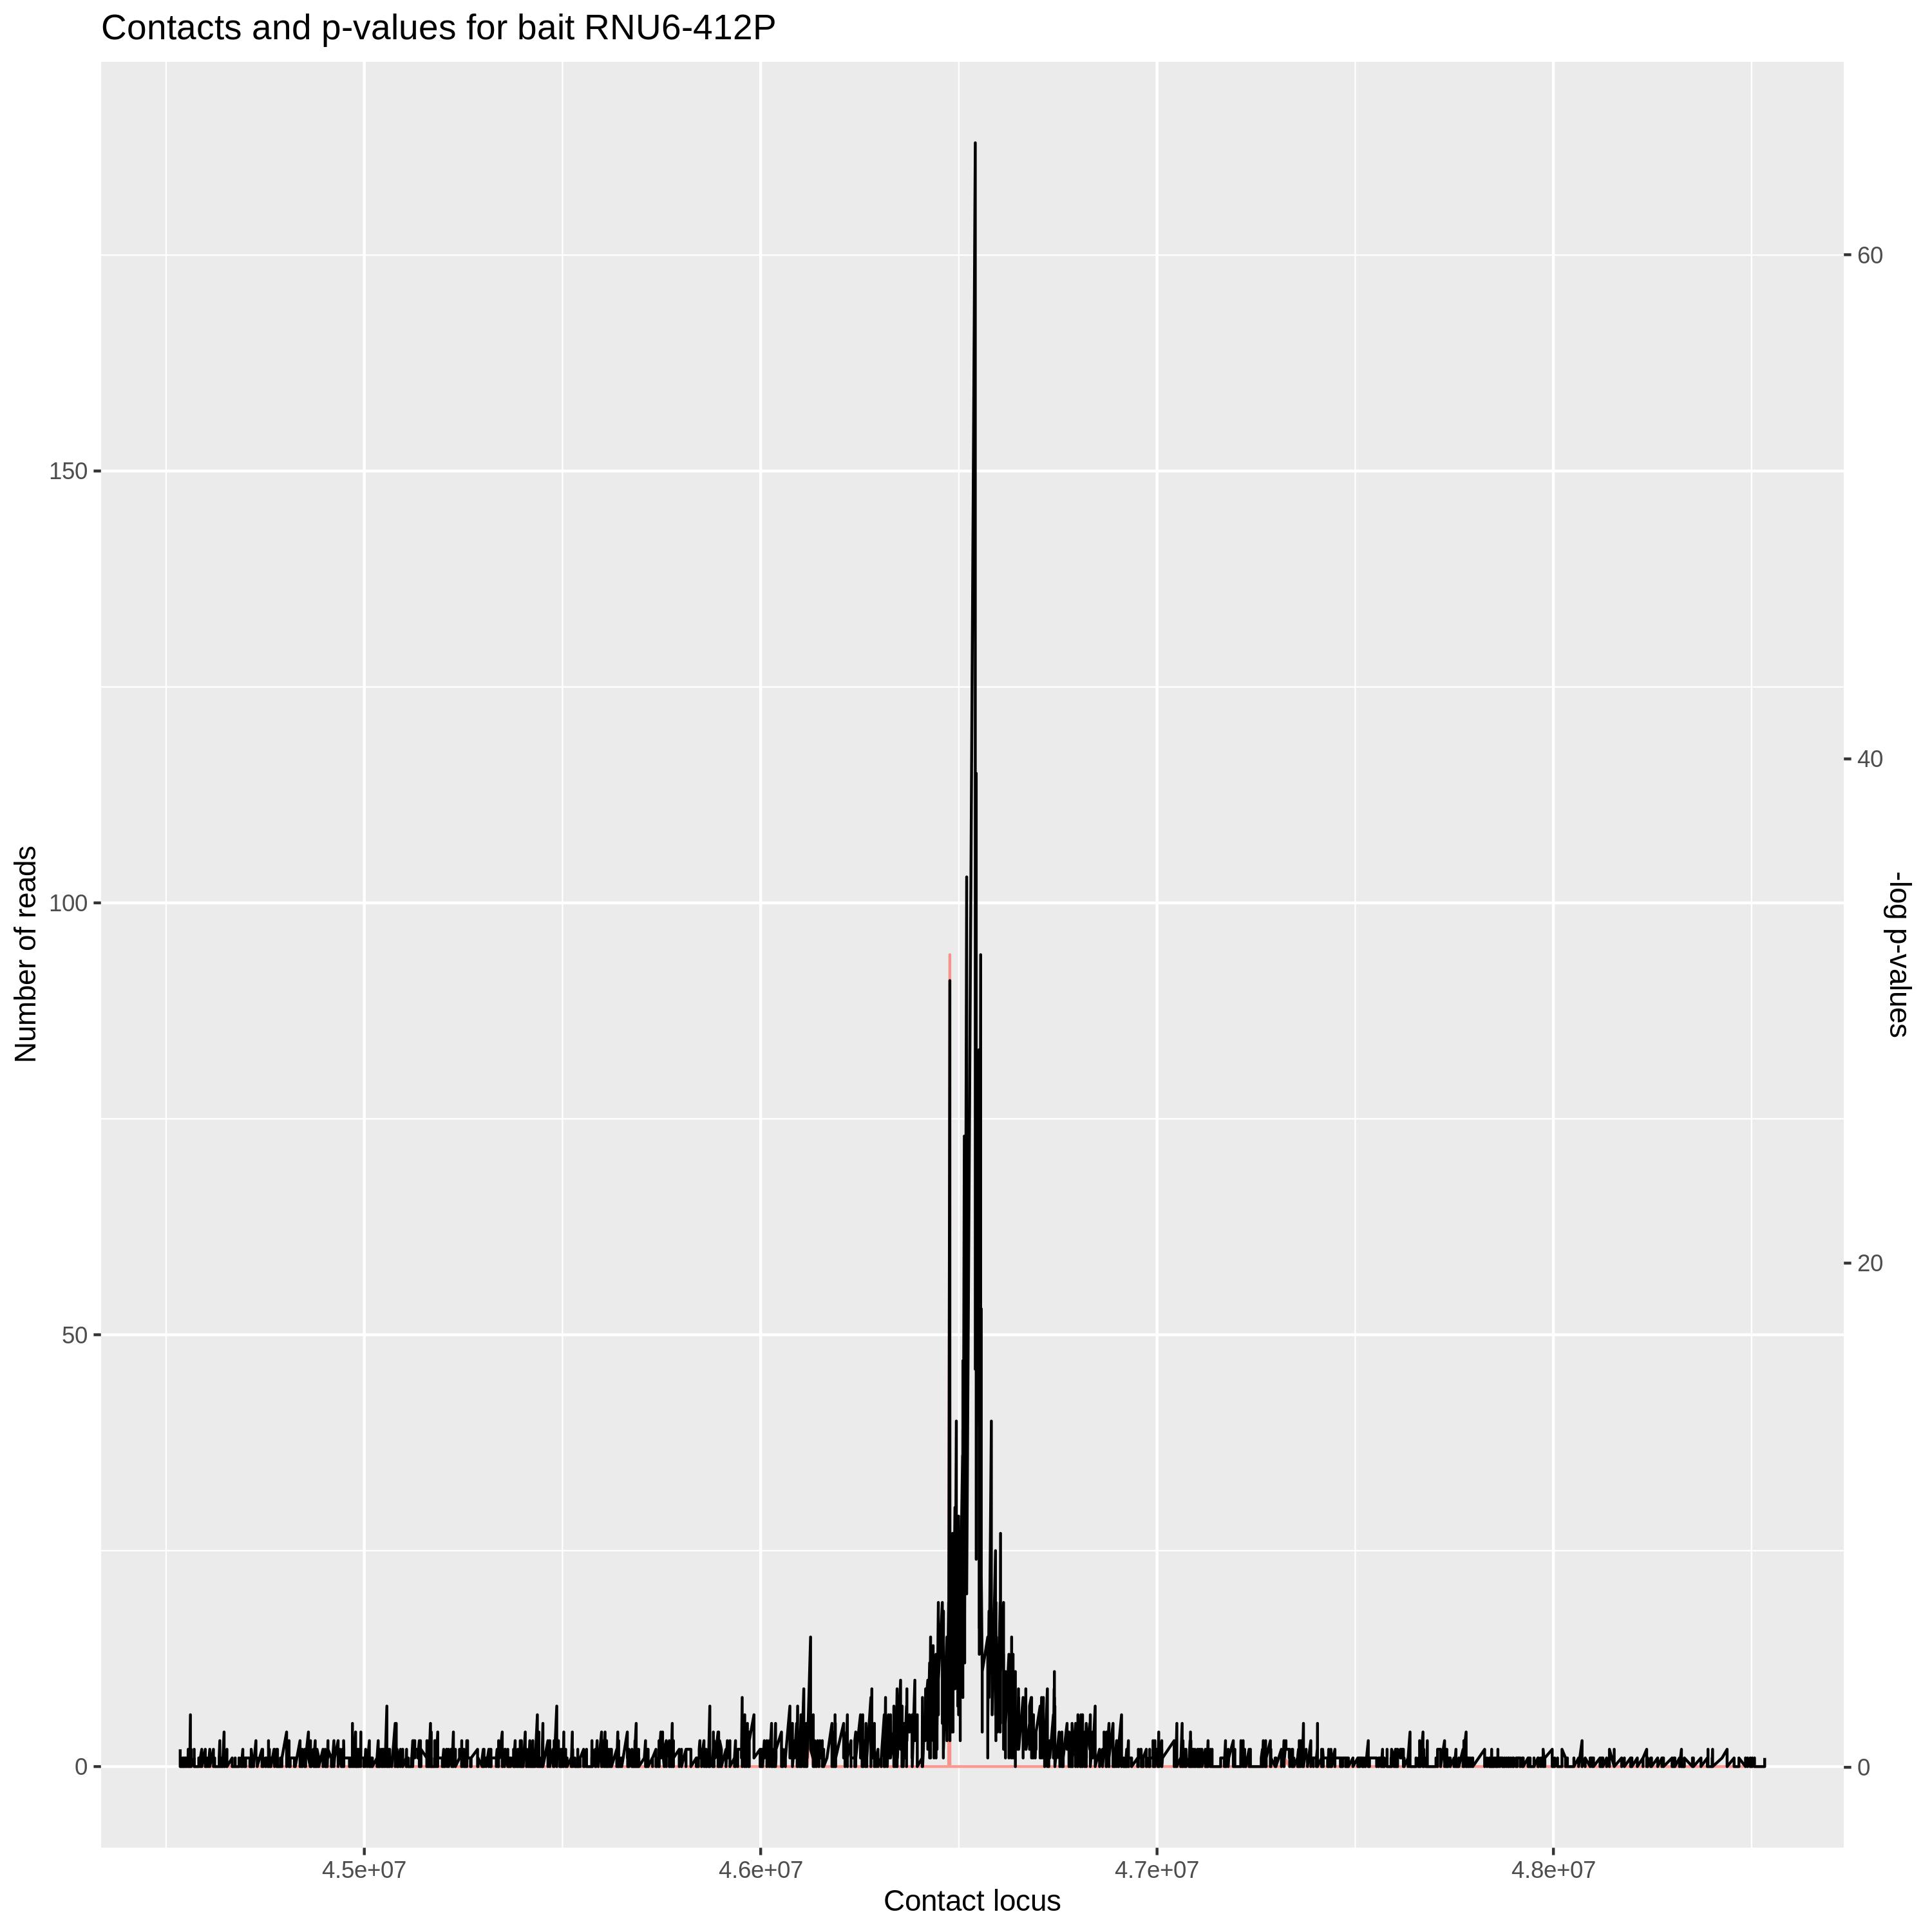 Contacts and p-values for bait RNU6-412P
Number of reads
150
100
50
0
60
40
20
0
-log p-values
4.5e+07
4.6e+07
4.7e+07
4.8e+07
Contact locus